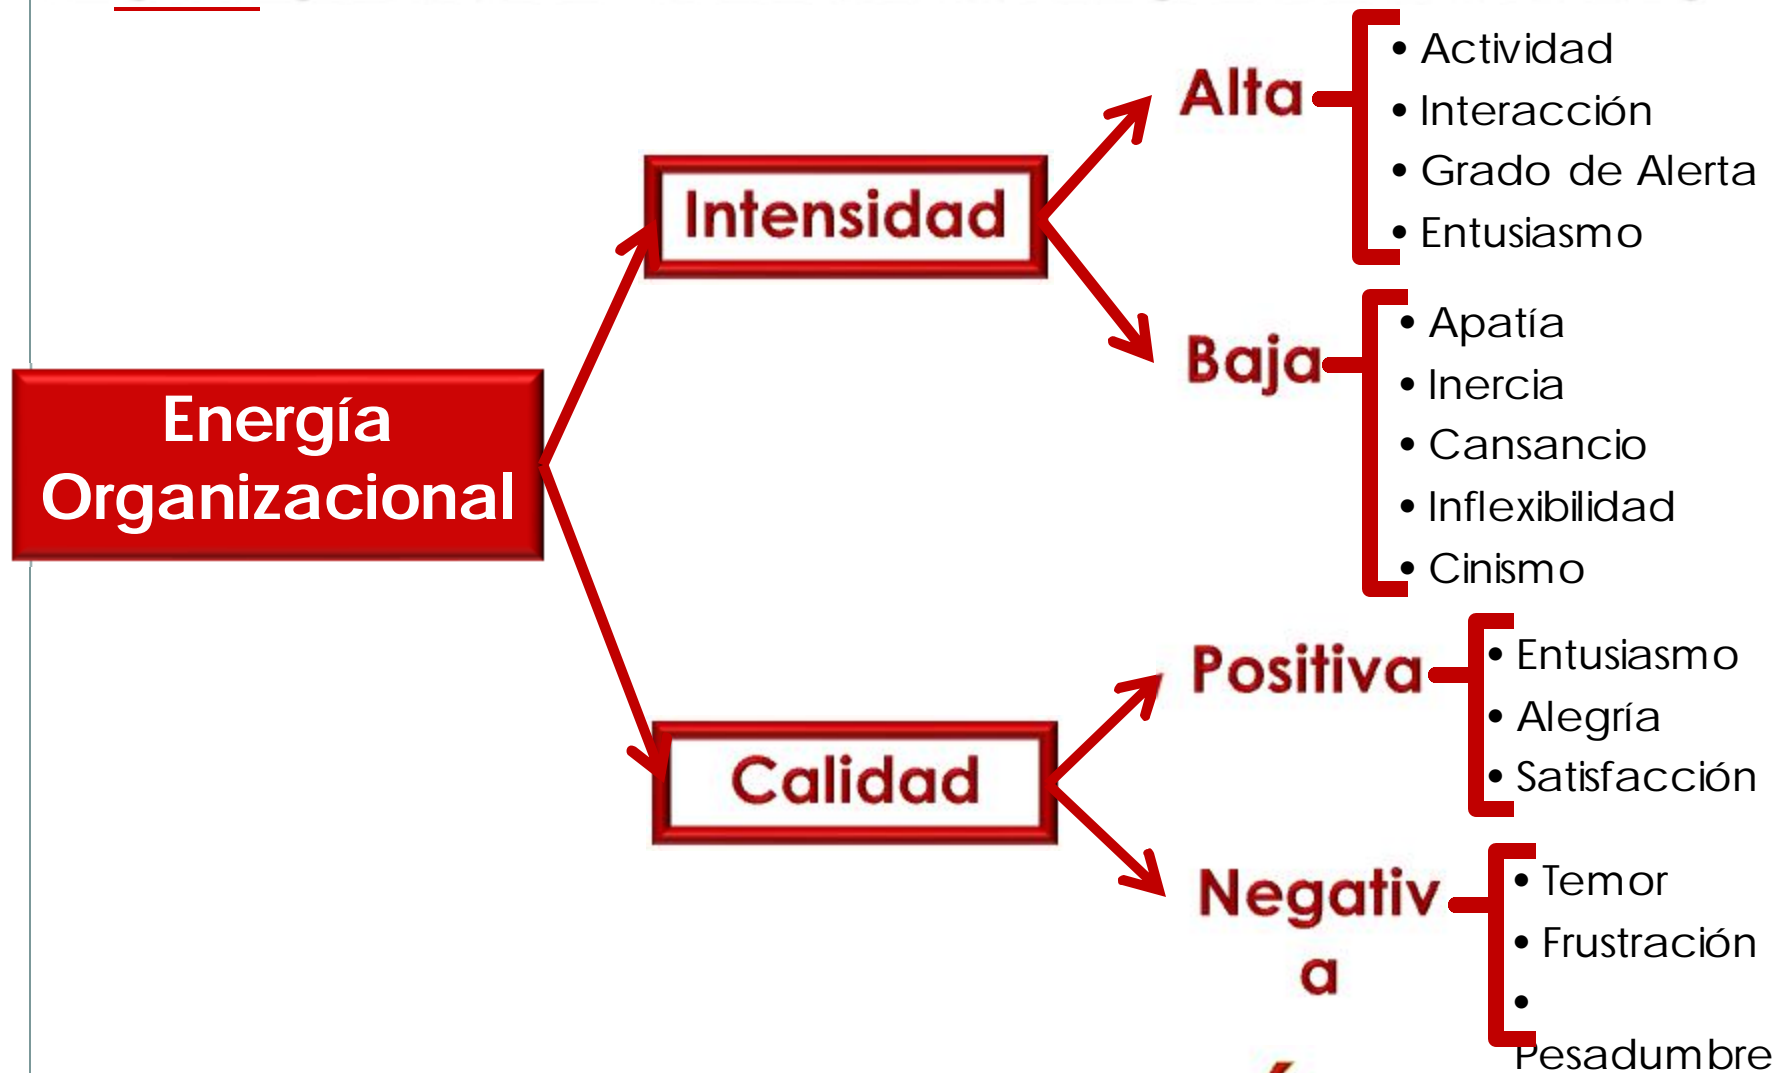 Alta
• Actividad
• Interacción
• Grado de Alerta
• Entusiasmo
Intensidad
Baja
• Apatía
• Inercia
• Cansancio
• Inflexibilidad
• Cinismo
Energía
Organizacional
Positiva
• Entusiasmo
• Alegría
• Satisfacción
Calidad
Negativ
a
• Temor
• Frustración
•
Pesadumbre